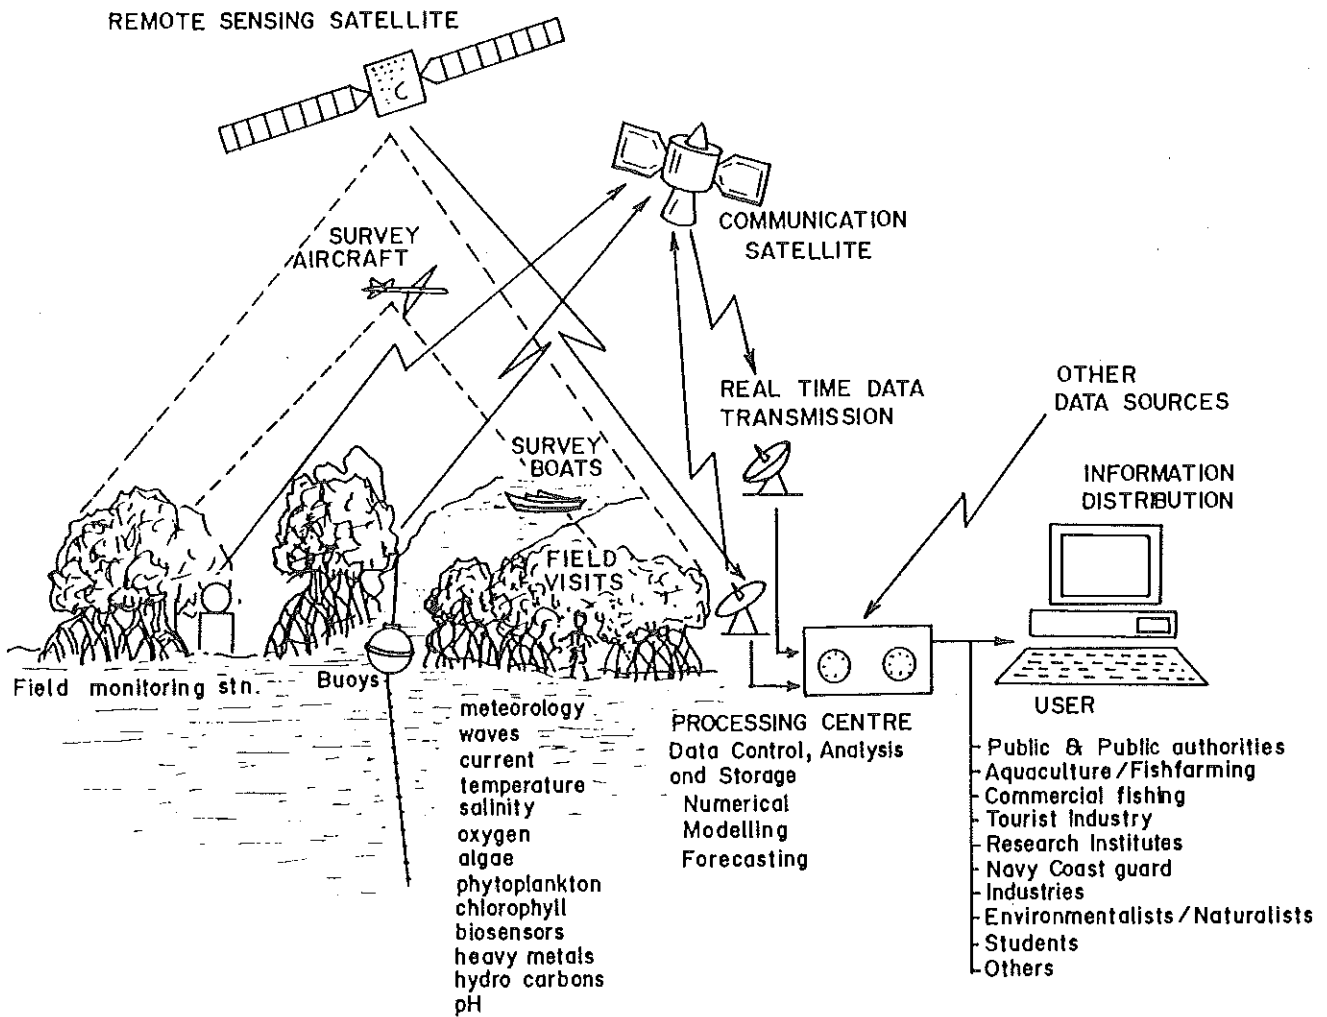 REMOTE SENSING SATELLITE
COMMUNICATION
SATELLITE
SURVEY
AIRCRAFT
REAL TIME DATA
TRANSMISSION
OTHER
DATA SOURCES
SURVEY
BOATS
INFORMATION
DISTRIBUTION
FIELD
VISITS
Field monitoring stn.
Buoys
meteorology
waves
current
temperature
salinity
oxygen
algae
phytoplankton
chlorophyll
biosensors
heavy metals
hydro carbons
pH
PROCESSING CENTRE
Data Control, Analysis
and Storage
Numerical
Modelling
Forecasting
USER
Public & Public authorities
Aquaculture/Fishfarming
Commercial fishing
Tourist Industry
Research Institutes
Navy Coast guard
Industries
Environmentalists/Naturalists
Students
Others